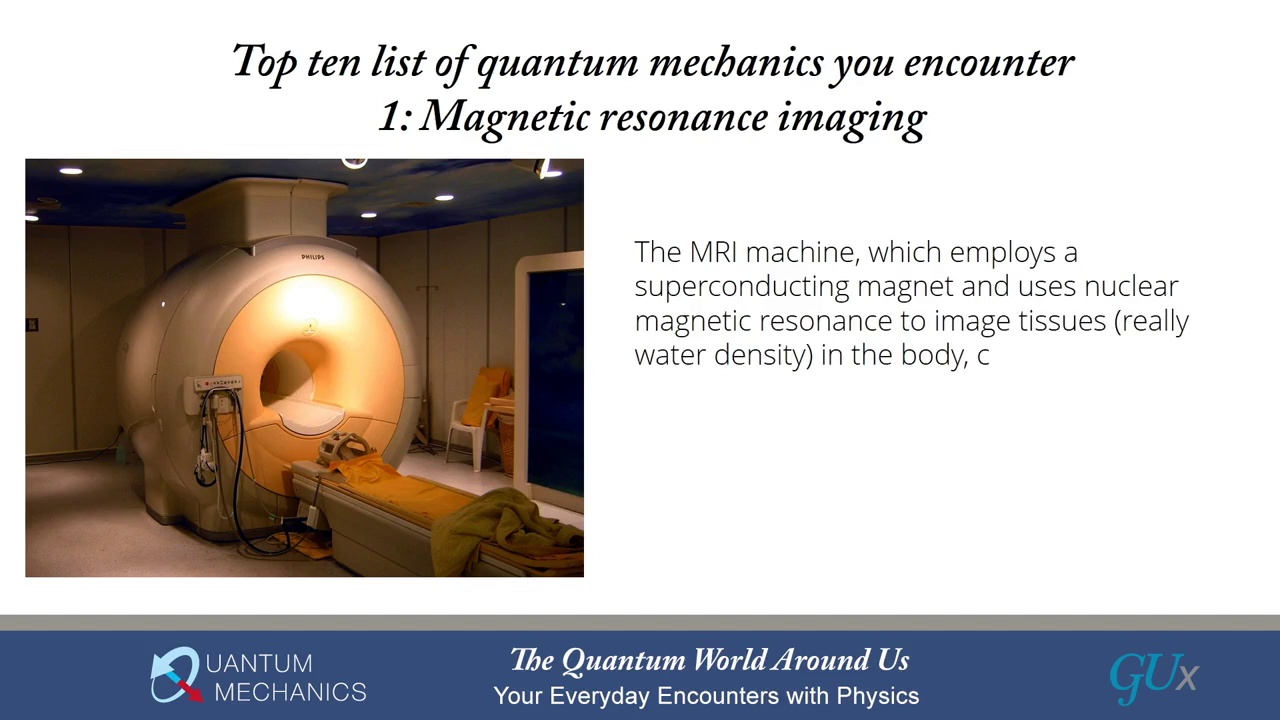 Top ten list of quantum mechanics you encounter
1: Magnetic resonance imaging
PHILIPS
The MRI machine, which employs a
superconducting magnet and uses nuclear
magnetic resonance to image tissues (really
water density) in the body, c
QUANTUM
MECHANICS
The Quantum World Around Us
Your Everyday Encounters with Physics
GUx